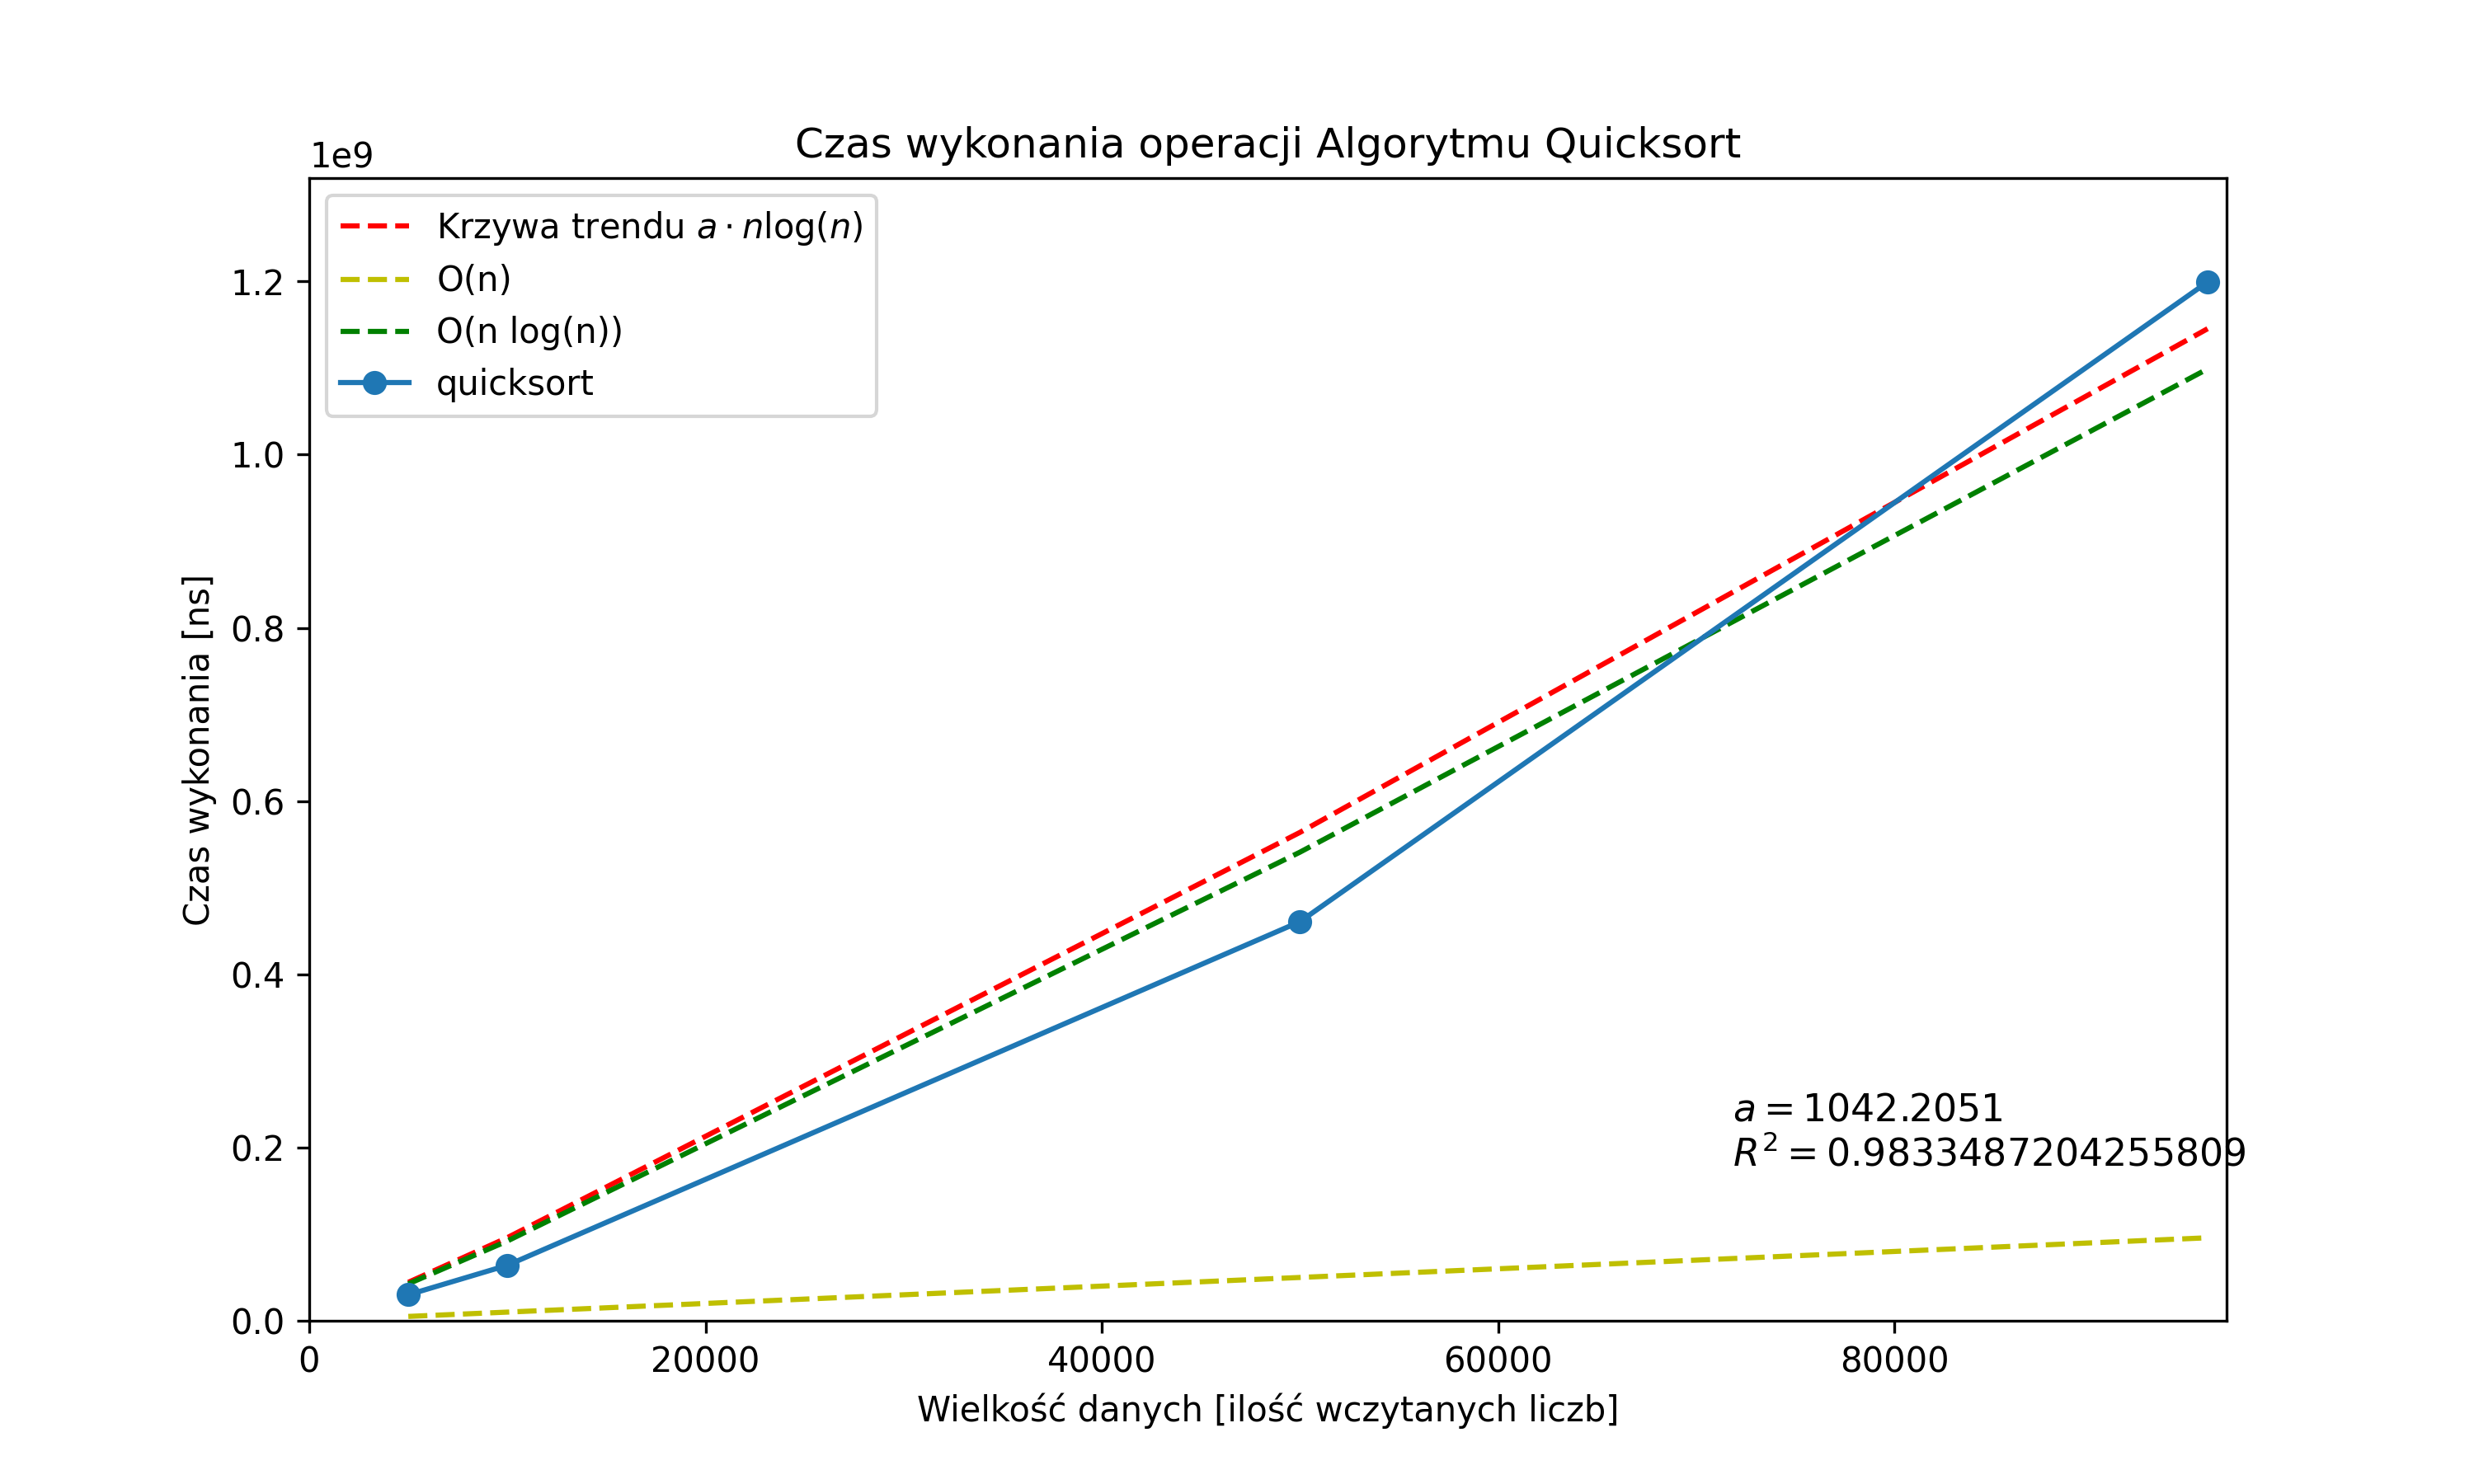 Czas wykonania operacji Algorytmu Quicksort
1e9
Krzywa trendu a · nlog(n)
O(n)
O(n log(n))
quicksort
1.2
1.0
0.8
0.6
0.4
0.2
0.0
Czas wykonania [ns]
a = 1042.2051
R² = 0.9833487204255809
0 20000 40000 60000 80000
Wielkość danych [ilość wczytanych liczb]